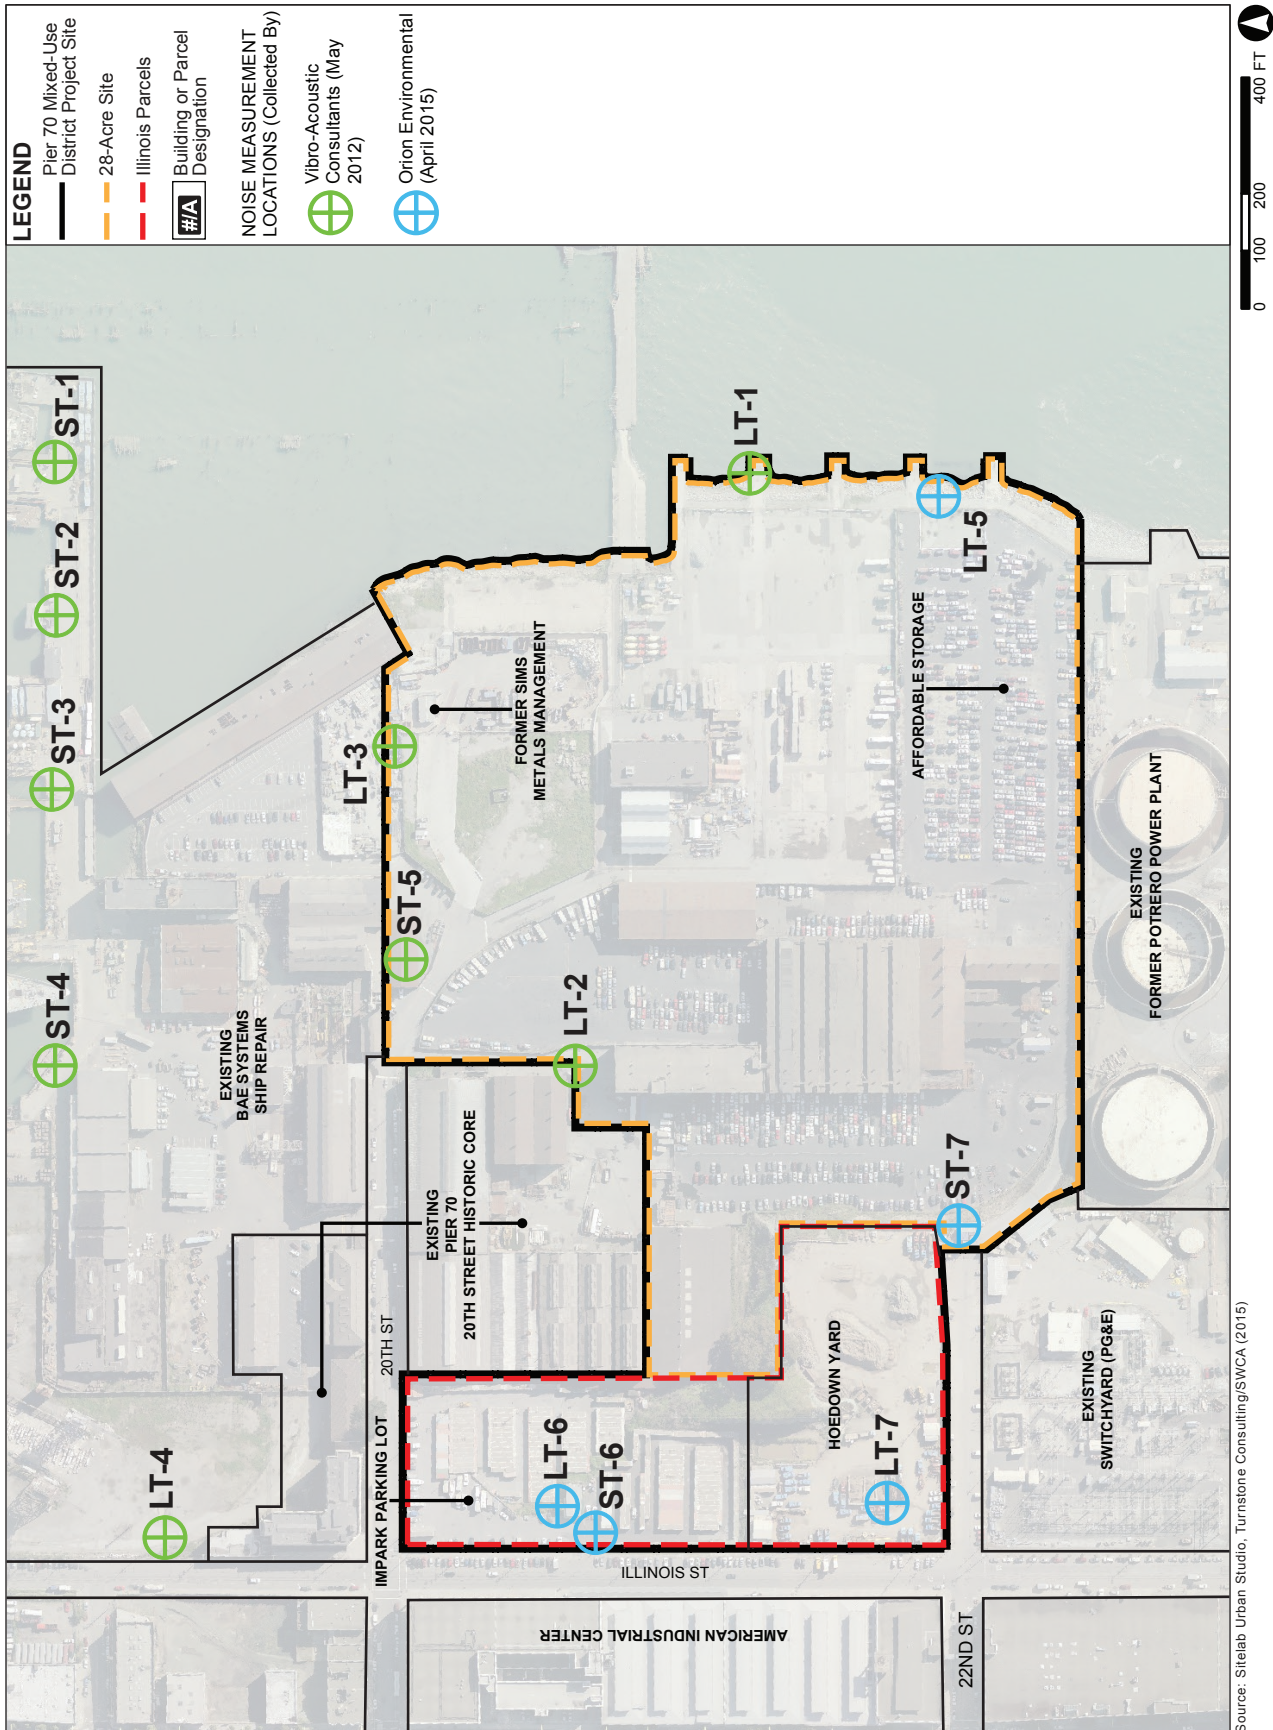 LEGEND
Pier 70 Mixed-Use
District Project Site
28-Acre Site
Illinois Parcels
#/A
Building or Parcel
Designation
NOISE MEASUREMENT
LOCATIONS (Collected By)
Vibro-Acoustic
Consultants (May
2012)
Orion Environmental
(April 2015)
ST-1
ST-2
ST-3
ST-4
LT-4
EXISTING
BAE SYSTEMS
SHIP REPAIR
LT-3
ST-5
LT-2
LT-1
LT-5
FORMER SIMS
METALS MANAGEMENT
AFFORDABLE STORAGE
EXISTING
PIER 70
20TH STREET HISTORIC CORE
20TH ST
IMPARK PARKING LOT
LT-6
ST-6
HOEDOWN YARD
LT-7
ST-7
EXISTING
FORMER POTRERO POWER PLANT
EXISTING
SWITCHYARD (PG&E)
ILLINOIS ST
AMERICAN INDUSTRIAL CENTER
22ND ST
0 100 200 400 FT
Source: Sitelab Urban Studio, Turnstone Consulting/SWCA (2015)